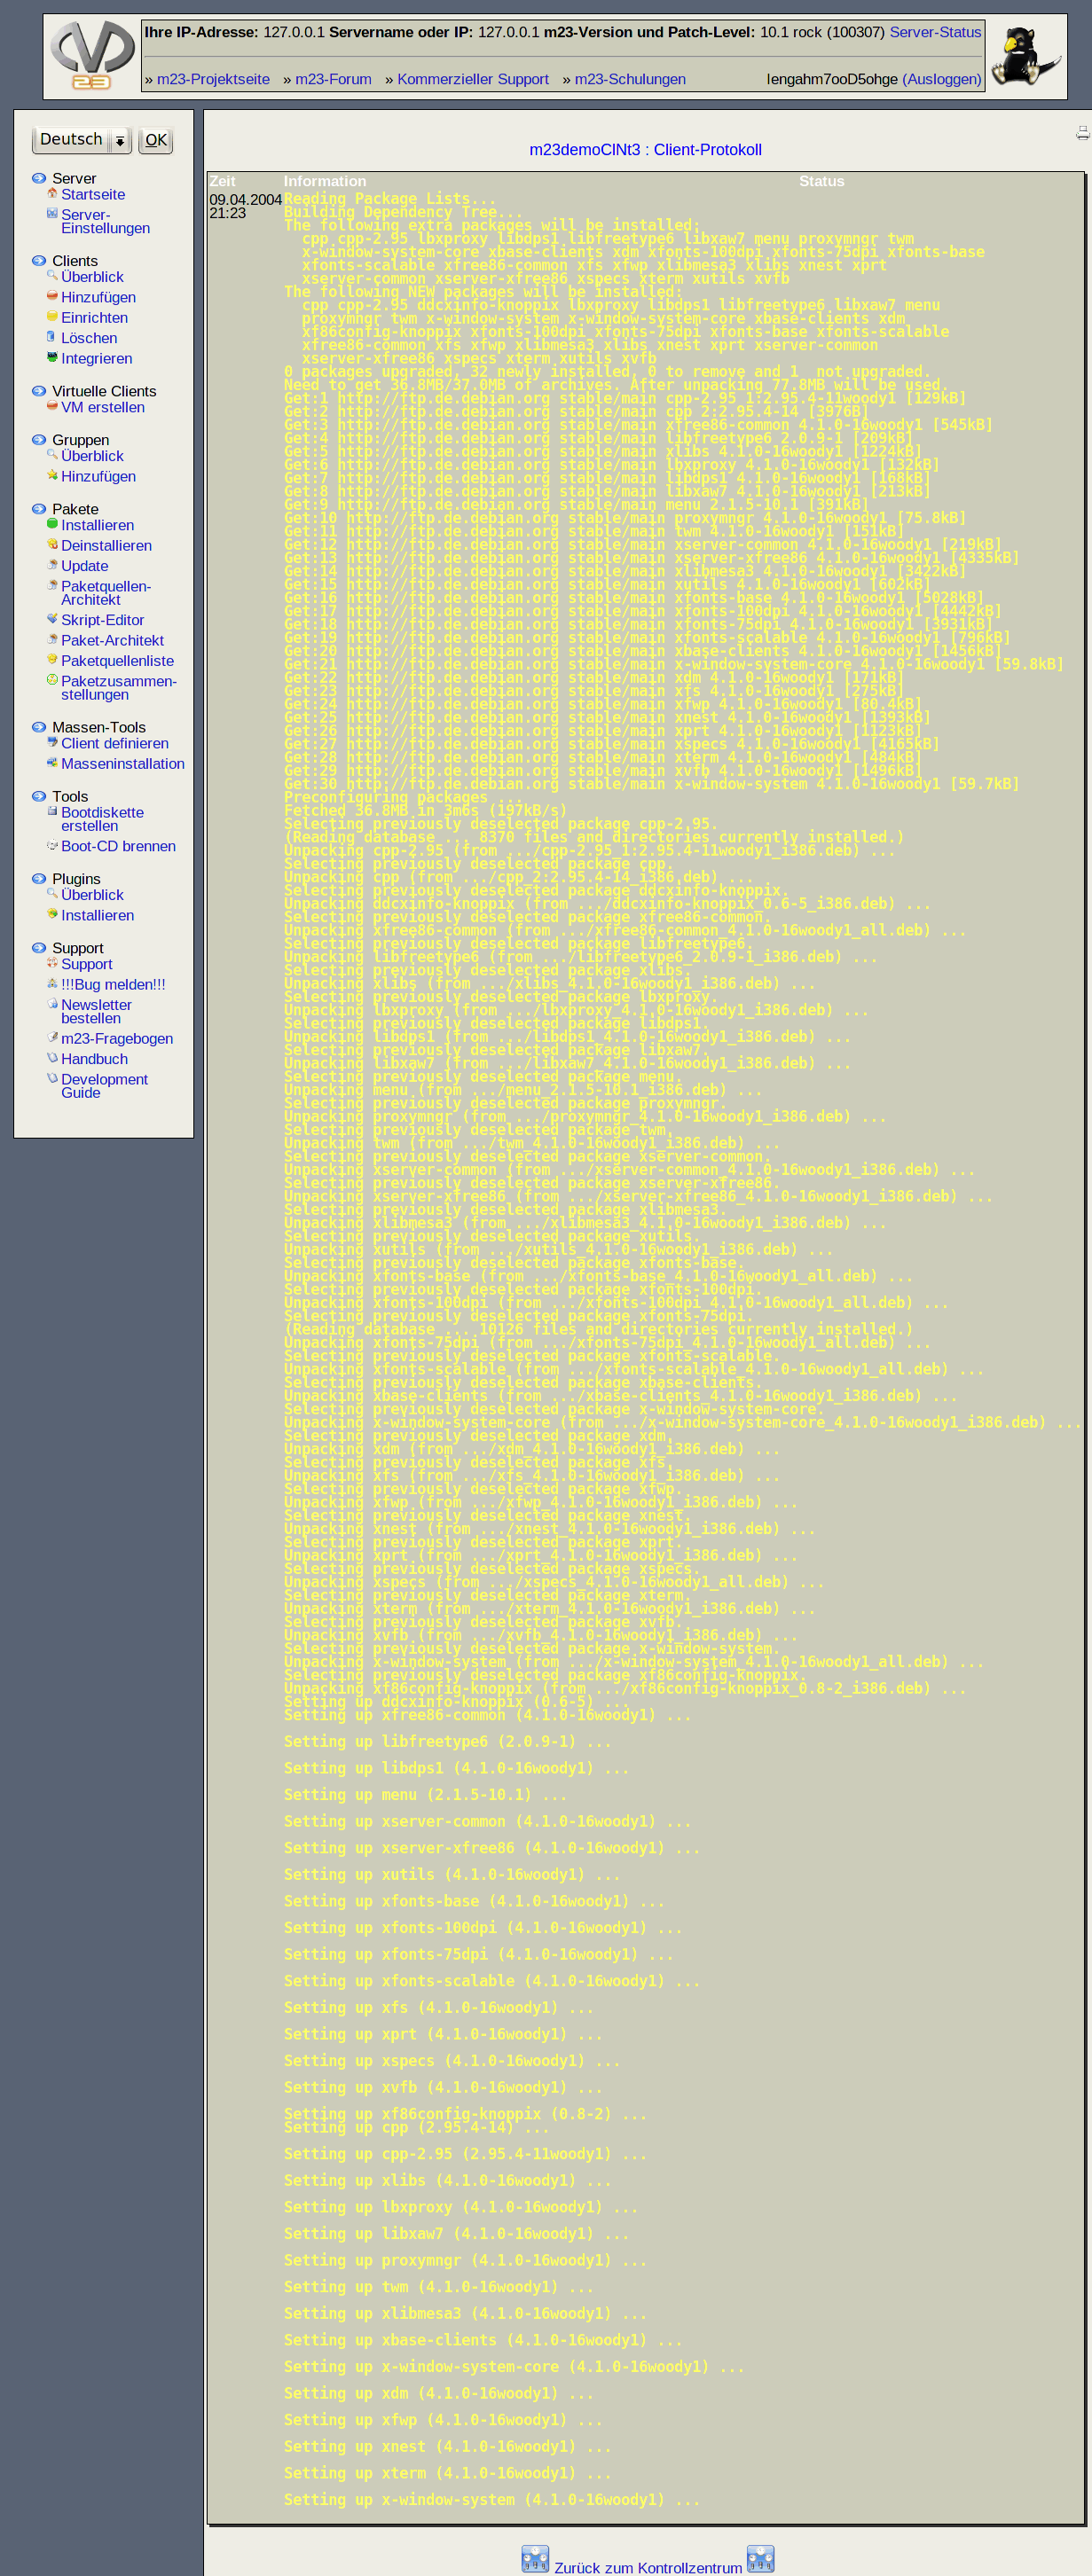 Ihre IP-Adresse: 127.0.0.1 Servername oder IP: 127.0.0.1 m23-Version und Patch-Level: 10.1 rock (100307) Server-Status
» m23-Projektseite » m23-Forum » Kommerzieller Support » m23-Schulungen Iengahm7ooD5ohge (Ausloggen)
Deutsch OK
Server
Startseite
Server-
Einstellungen
Clients
Überblick
Hinzufügen
Einrichten
Löschen
Integrieren
Virtuelle Clients
VM erstellen
Gruppen
Überblick
Hinzufügen
Pakete
Installieren
Deinstallieren
Update
Paketquellen-
Architekt
Skript-Editor
Paket-Architekt
Paketquellenliste
Paketzusammen-
stellungen
Massen-Tools
Client definieren
Masseninstallation
Tools
Bootdiskette
erstellen
Boot-CD brennen
Plugins
Überblick
Installieren
Support
Support
!!!Bug melden!!!
Newsletter
bestellen
m23-Fragebogen
Handbuch
Development
Guide
m23demoClNt3 : Client-Protokoll
Zeit Information Status
09.04.2004
21:23
Reading Package Lists...
Building Dependency Tree...
The following extra packages will be installed:
cpp cpp-2.95 lbxproxy libdps1 libfreetype6 libxaw7 menu proxymngr twm
x-window-system-core xbase-clients xdm xfonts-100dpi xfonts-75dpi xfonts-base
xfonts-scalable xfree86-common xfs xfwp xlibmesa3 xlibs xnest xprt
xserver-common xserver-xfree86 xspecs xterm xutils xvfb
The following NEW packages will be installed:
cpp cpp-2.95 ddcxinfo-knoppix lbxproxy libdps1 libfreetype6 libxaw7 menu
proxymngr twm x-window-system x-window-system-core xbase-clients xdm
xf86config-knoppix xfonts-100dpi xfonts-75dpi xfonts-base xfonts-scalable
xfree86-common xfs xfwp xlibmesa3 xlibs xnest xprt xserver-common
xserver-xfree86 xspecs xterm xutils xvfb
0 packages upgraded, 32 newly installed, 0 to remove and 1 not upgraded.
Need to get 36.8MB/37.0MB of archives. After unpacking 77.8MB will be used.
Get:1 http://ftp.de.debian.org stable/main cpp-2.95 1:2.95.4-11woody1 [129kB]
Get:2 http://ftp.de.debian.org stable/main cpp 2:2.95.4-14 [3976B]
Get:3 http://ftp.de.debian.org stable/main xfree86-common 4.1.0-16woody1 [545kB]
Get:4 http://ftp.de.debian.org stable/main libfreetype6 2.0.9-1 [209kB]
Get:5 http://ftp.de.debian.org stable/main xlibs 4.1.0-16woody1 [1224kB]
Get:6 http://ftp.de.debian.org stable/main lbxproxy 4.1.0-16woody1 [132kB]
Get:7 http://ftp.de.debian.org stable/main libdps1 4.1.0-16woody1 [168kB]
Get:8 http://ftp.de.debian.org stable/main libxaw7 4.1.0-16woody1 [213kB]
Get:9 http://ftp.de.debian.org stable/main menu 2.1.5-10.1 [391kB]
Get:10 http://ftp.de.debian.org stable/main proxymngr 4.1.0-16woody1 [75.8kB]
Get:11 http://ftp.de.debian.org stable/main twm 4.1.0-16woody1 [151kB]
Get:12 http://ftp.de.debian.org stable/main xserver-common 4.1.0-16woody1 [219kB]
Get:13 http://ftp.de.debian.org stable/main xserver-xfree86 4.1.0-16woody1 [4335kB]
Get:14 http://ftp.de.debian.org stable/main xlibmesa3 4.1.0-16woody1 [3422kB]
Get:15 http://ftp.de.debian.org stable/main xutils 4.1.0-16woody1 [602kB]
Get:16 http://ftp.de.debian.org stable/main xfonts-base 4.1.0-16woody1 [5028kB]
Get:17 http://ftp.de.debian.org stable/main xfonts-100dpi 4.1.0-16woody1 [4442kB]
Get:18 http://ftp.de.debian.org stable/main xfonts-75dpi 4.1.0-16woody1 [3931kB]
Get:19 http://ftp.de.debian.org stable/main xfonts-scalable 4.1.0-16woody1 [796kB]
Get:20 http://ftp.de.debian.org stable/main xbase-clients 4.1.0-16woody1 [1456kB]
Get:21 http://ftp.de.debian.org stable/main x-window-system-core 4.1.0-16woody1 [59.8kB]
Get:22 http://ftp.de.debian.org stable/main xdm 4.1.0-16woody1 [171kB]
Get:23 http://ftp.de.debian.org stable/main xfs 4.1.0-16woody1 [275kB]
Get:24 http://ftp.de.debian.org stable/main xfwp 4.1.0-16woody1 [80.4kB]
Get:25 http://ftp.de.debian.org stable/main xnest 4.1.0-16woody1 [1393kB]
Get:26 http://ftp.de.debian.org stable/main xprt 4.1.0-16woody1 [1123kB]
Get:27 http://ftp.de.debian.org stable/main xspecs 4.1.0-16woody1 [4165kB]
Get:28 http://ftp.de.debian.org stable/main xterm 4.1.0-16woody1 [484kB]
Get:29 http://ftp.de.debian.org stable/main xvfb 4.1.0-16woody1 [1496kB]
Get:30 http://ftp.de.debian.org stable/main x-window-system 4.1.0-16woody1 [59.7kB]
Preconfiguring packages ...
Fetched 36.8MB in 3m6s (197kB/s)
Selecting previously deselected package cpp-2.95.
(Reading database ... 8370 files and directories currently installed.)
Unpacking cpp-2.95 (from .../cpp-2.95_1:2.95.4-11woody1_i386.deb) ...
Selecting previously deselected package cpp.
Unpacking cpp (from .../cpp_2:2.95.4-14_i386.deb) ...
Selecting previously deselected package ddcxinfo-knoppix.
Unpacking ddcxinfo-knoppix (from .../ddcxinfo-knoppix_0.6-5_i386.deb) ...
Selecting previously deselected package xfree86-common.
Unpacking xfree86-common (from .../xfree86-common_4.1.0-16woody1_all.deb) ...
Selecting previously deselected package libfreetype6.
Unpacking libfreetype6 (from .../libfreetype6_2.0.9-1_i386.deb) ...
Selecting previously deselected package xlibs.
Unpacking xlibs (from .../xlibs_4.1.0-16woody1_i386.deb) ...
Selecting previously deselected package lbxproxy.
Unpacking lbxproxy (from .../lbxproxy_4.1.0-16woody1_i386.deb) ...
Selecting previously deselected package libdps1.
Unpacking libdps1 (from .../libdps1_4.1.0-16woody1_i386.deb) ...
Selecting previously deselected package libxaw7.
Unpacking libxaw7 (from .../libxaw7_4.1.0-16woody1_i386.deb) ...
Selecting previously deselected package menu.
Unpacking menu (from .../menu_2.1.5-10.1_i386.deb) ...
Selecting previously deselected package proxymngr.
Unpacking proxymngr (from .../proxymngr_4.1.0-16woody1_i386.deb) ...
Selecting previously deselected package twm.
Unpacking twm (from .../twm_4.1.0-16woody1_i386.deb) ...
Selecting previously deselected package xserver-common.
Unpacking xserver-common (from .../xserver-common_4.1.0-16woody1_i386.deb) ...
Selecting previously deselected package xserver-xfree86.
Unpacking xserver-xfree86 (from .../xserver-xfree86_4.1.0-16woody1_i386.deb) ...
Selecting previously deselected package xlibmesa3.
Unpacking xlibmesa3 (from .../xlibmesa3_4.1.0-16woody1_i386.deb) ...
Selecting previously deselected package xutils.
Unpacking xutils (from .../xutils_4.1.0-16woody1_i386.deb) ...
Selecting previously deselected package xfonts-base.
Unpacking xfonts-base (from .../xfonts-base_4.1.0-16woody1_all.deb) ...
Selecting previously deselected package xfonts-100dpi.
Unpacking xfonts-100dpi (from .../xfonts-100dpi_4.1.0-16woody1_all.deb) ...
Selecting previously deselected package xfonts-75dpi.
(Reading database ... 10126 files and directories currently installed.)
Unpacking xfonts-75dpi (from .../xfonts-75dpi_4.1.0-16woody1_all.deb) ...
Selecting previously deselected package xfonts-scalable.
Unpacking xfonts-scalable (from .../xfonts-scalable_4.1.0-16woody1_all.deb) ...
Selecting previously deselected package xbase-clients.
Unpacking xbase-clients (from .../xbase-clients_4.1.0-16woody1_i386.deb) ...
Selecting previously deselected package x-window-system-core.
Unpacking x-window-system-core (from .../x-window-system-core_4.1.0-16woody1_i386.deb) ...
Selecting previously deselected package xdm.
Unpacking xdm (from .../xdm_4.1.0-16woody1_i386.deb) ...
Selecting previously deselected package xfs.
Unpacking xfs (from .../xfs_4.1.0-16woody1_i386.deb) ...
Selecting previously deselected package xfwp.
Unpacking xfwp (from .../xfwp_4.1.0-16woody1_i386.deb) ...
Selecting previously deselected package xnest.
Unpacking xnest (from .../xnest_4.1.0-16woody1_i386.deb) ...
Selecting previously deselected package xprt.
Unpacking xprt (from .../xprt_4.1.0-16woody1_i386.deb) ...
Selecting previously deselected package xspecs.
Unpacking xspecs (from .../xspecs_4.1.0-16woody1_all.deb) ...
Selecting previously deselected package xterm.
Unpacking xterm (from .../xterm_4.1.0-16woody1_i386.deb) ...
Selecting previously deselected package xvfb.
Unpacking xvfb (from .../xvfb_4.1.0-16woody1_i386.deb) ...
Selecting previously deselected package x-window-system.
Unpacking x-window-system (from .../x-window-system_4.1.0-16woody1_all.deb) ...
Selecting previously deselected package xf86config-knoppix.
Unpacking xf86config-knoppix (from .../xf86config-knoppix_0.8-2_i386.deb) ...
Setting up ddcxinfo-knoppix (0.6-5) ...
Setting up xfree86-common (4.1.0-16woody1) ...
Setting up libfreetype6 (2.0.9-1) ...
Setting up libdps1 (4.1.0-16woody1) ...
Setting up menu (2.1.5-10.1) ...
Setting up xserver-common (4.1.0-16woody1) ...
Setting up xserver-xfree86 (4.1.0-16woody1) ...
Setting up xutils (4.1.0-16woody1) ...
Setting up xfonts-base (4.1.0-16woody1) ...
Setting up xfonts-100dpi (4.1.0-16woody1) ...
Setting up xfonts-75dpi (4.1.0-16woody1) ...
Setting up xfonts-scalable (4.1.0-16woody1) ...
Setting up xfs (4.1.0-16woody1) ...
Setting up xprt (4.1.0-16woody1) ...
Setting up xspecs (4.1.0-16woody1) ...
Setting up xvfb (4.1.0-16woody1) ...
Setting up xf86config-knoppix (0.8-2) ...
Setting up cpp (2.95.4-14) ...
Setting up cpp-2.95 (2.95.4-11woody1) ...
Setting up xlibs (4.1.0-16woody1) ...
Setting up lbxproxy (4.1.0-16woody1) ...
Setting up libxaw7 (4.1.0-16woody1) ...
Setting up proxymngr (4.1.0-16woody1) ...
Setting up twm (4.1.0-16woody1) ...
Setting up xlibmesa3 (4.1.0-16woody1) ...
Setting up xbase-clients (4.1.0-16woody1) ...
Setting up x-window-system-core (4.1.0-16woody1) ...
Setting up xdm (4.1.0-16woody1) ...
Setting up xfwp (4.1.0-16woody1) ...
Setting up xnest (4.1.0-16woody1) ...
Setting up xterm (4.1.0-16woody1) ...
Setting up x-window-system (4.1.0-16woody1) ...
Zurück zum Kontrollzentrum